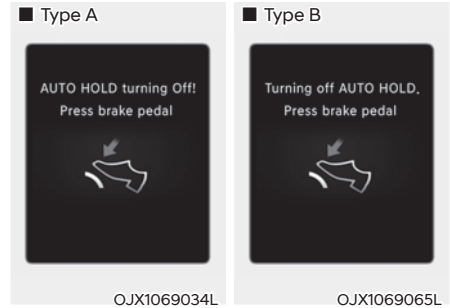 ■ Type A
AUTO HOLD turning Off!
Press brake pedal
OJX1069034L
■ Type B
Turning off AUTO HOLD.
Press brake pedal
OJX1069065L